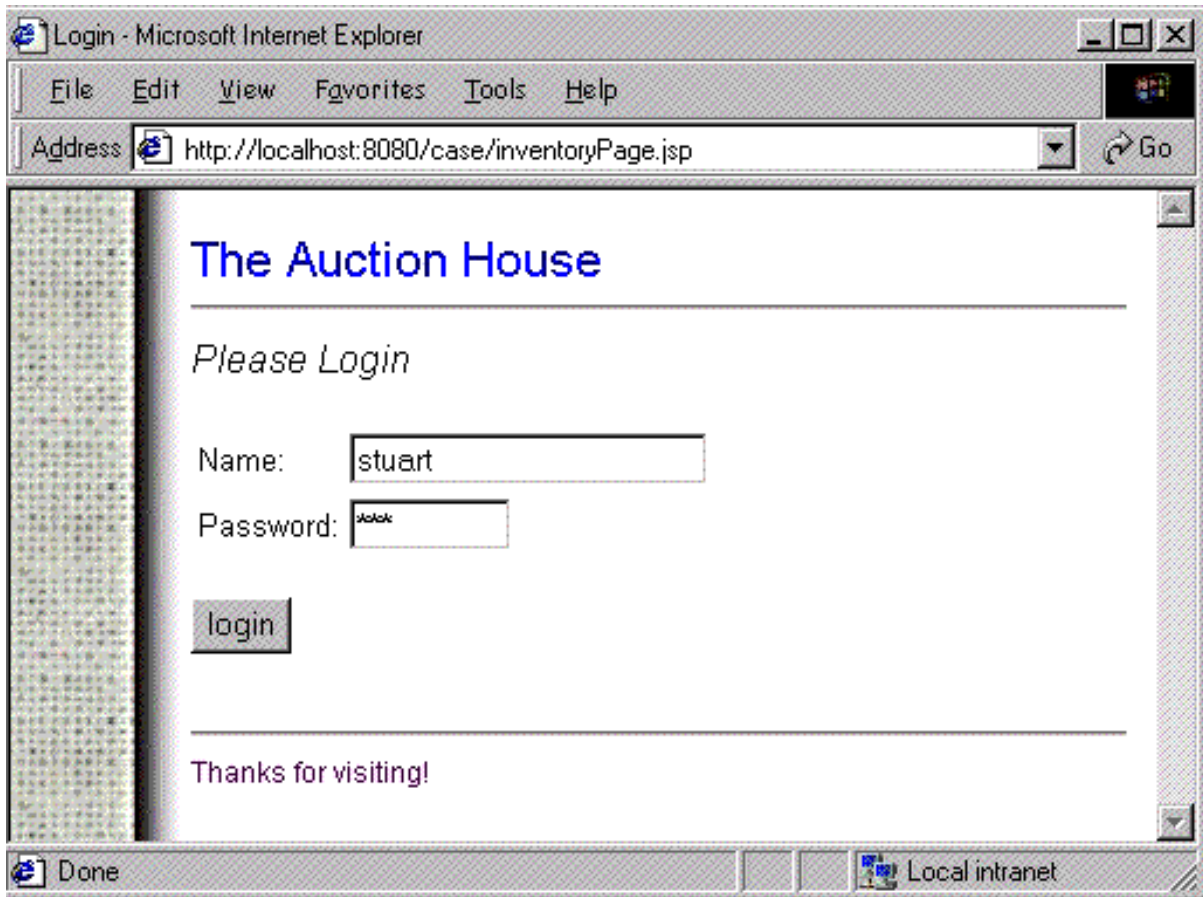 Login - Microsoft Internet Explorer
File Edit View Favorites Tools Help
Address http://localhost:8080/case/inventoryPage.jsp Go
The Auction House
Please Login
Name: stuart
Password: ***
login
Thanks for visiting!
Done Local intranet